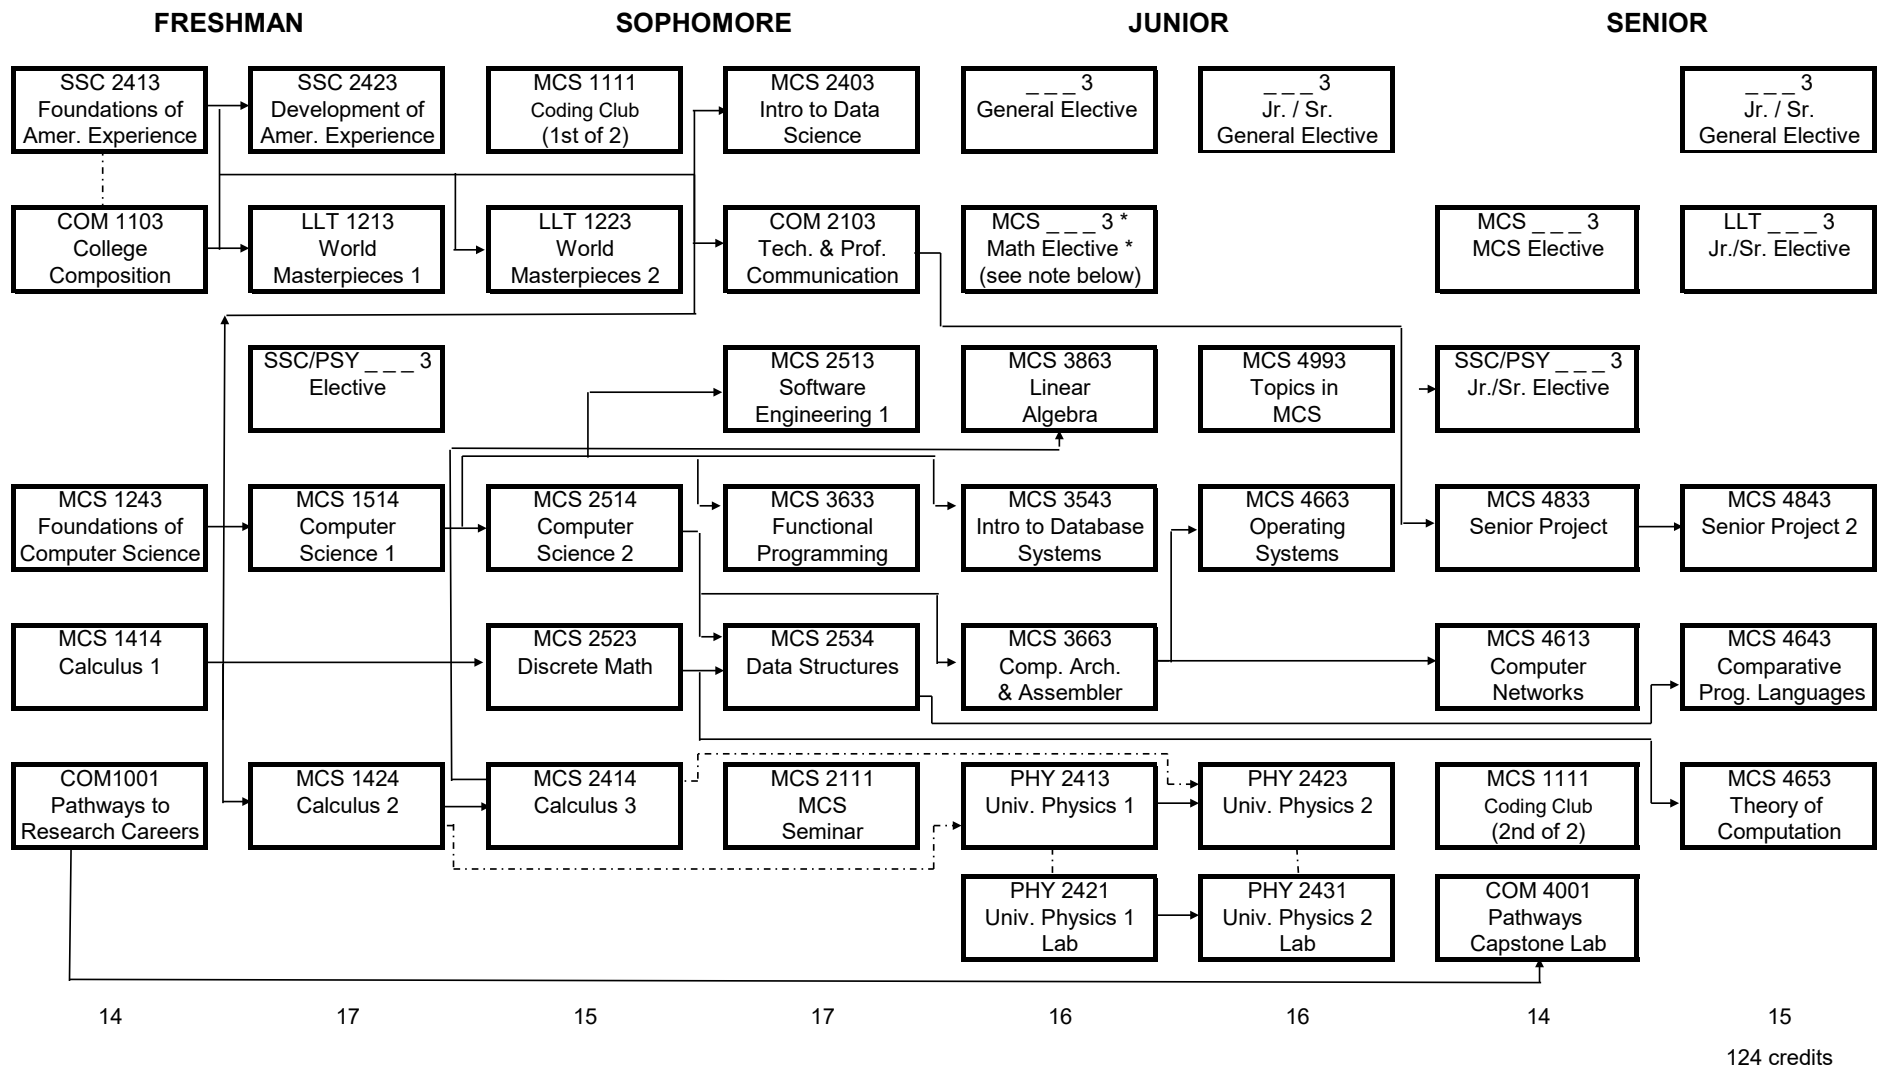 FRESHMAN
SOPHOMORE
JUNIOR
SENIOR
SSC 2413
Foundations of
Amer. Experience
SSC 2423
Development of
Amer. Experience
MCS 1111
Coding Club
(1st of 2)
MCS 2403
Intro to Data
Science
_ _ _ 3
General Elective
_ _ _ 3
Jr. / Sr.
General Elective
_ _ _ 3
Jr. / Sr.
General Elective
COM 1103
College
Composition
LLT 1213
World
Masterpieces 1
LLT 1223
World
Masterpieces 2
COM 2103
Tech. & Prof.
Communication
MCS _ _ _ 3 *
Math Elective *
(see note below)
MCS _ _ _ 3
MCS Elective
LLT _ _ _ 3
Jr./Sr. Elective
SSC/PSY _ _ _ 3
Elective
MCS 2513
Software
Engineering 1
MCS 3863
Linear
Algebra
MCS 4993
Topics in
MCS
SSC/PSY _ _ _ 3
Jr./Sr. Elective
MCS 1243
Foundations of
Computer Science
MCS 1514
Computer
Science 1
MCS 2514
Computer
Science 2
MCS 3633
Functional
Programming
MCS 3543
Intro to Database
Systems
MCS 4663
Operating
Systems
MCS 4833
Senior Project
MCS 4843
Senior Project 2
MCS 1414
Calculus 1
MCS 2523
Discrete Math
MCS 2534
Data Structures
MCS 3663
Comp. Arch.
& Assembler
MCS 4613
Computer
Networks
MCS 4643
Comparative
Prog. Languages
COM1001
Pathways to
Research Careers
MCS 1424
Calculus 2
MCS 2414
Calculus 3
MCS 2111
MCS
Seminar
PHY 2413
Univ. Physics 1
PHY 2423
Univ. Physics 2
MCS 1111
Coding Club
(2nd of 2)
MCS 4653
Theory of
Computation
PHY 2421
Univ. Physics 1
Lab
PHY 2431
Univ. Physics 2
Lab
COM 4001
Pathways
Capstone Lab
14
17
15
17
16
16
14
15
124 credits